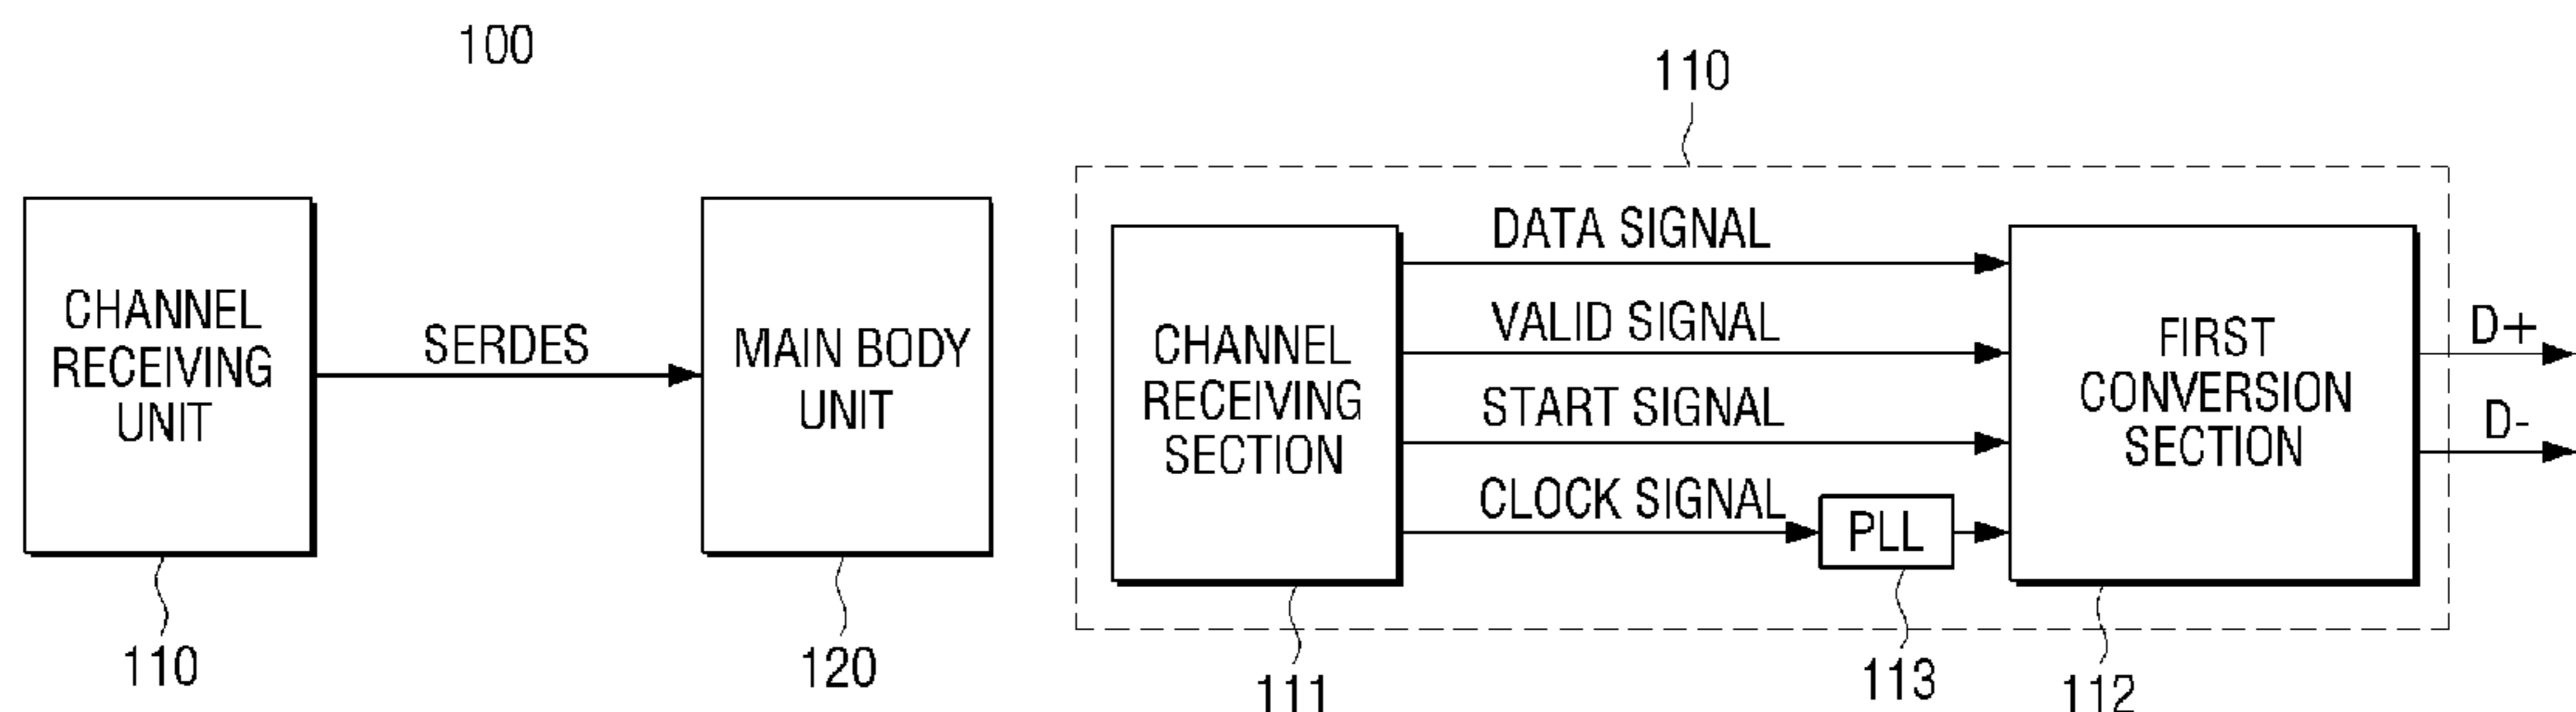 100
CHANNEL
RECEIVING
UNIT
SERDES
MAIN BODY
UNIT
110
120
110
CHANNEL
RECEIVING
SECTION
DATA SIGNAL
VALID SIGNAL
START SIGNAL
CLOCK SIGNAL
PLL
FIRST
CONVERSION
SECTION
D+
D-
111
113
112